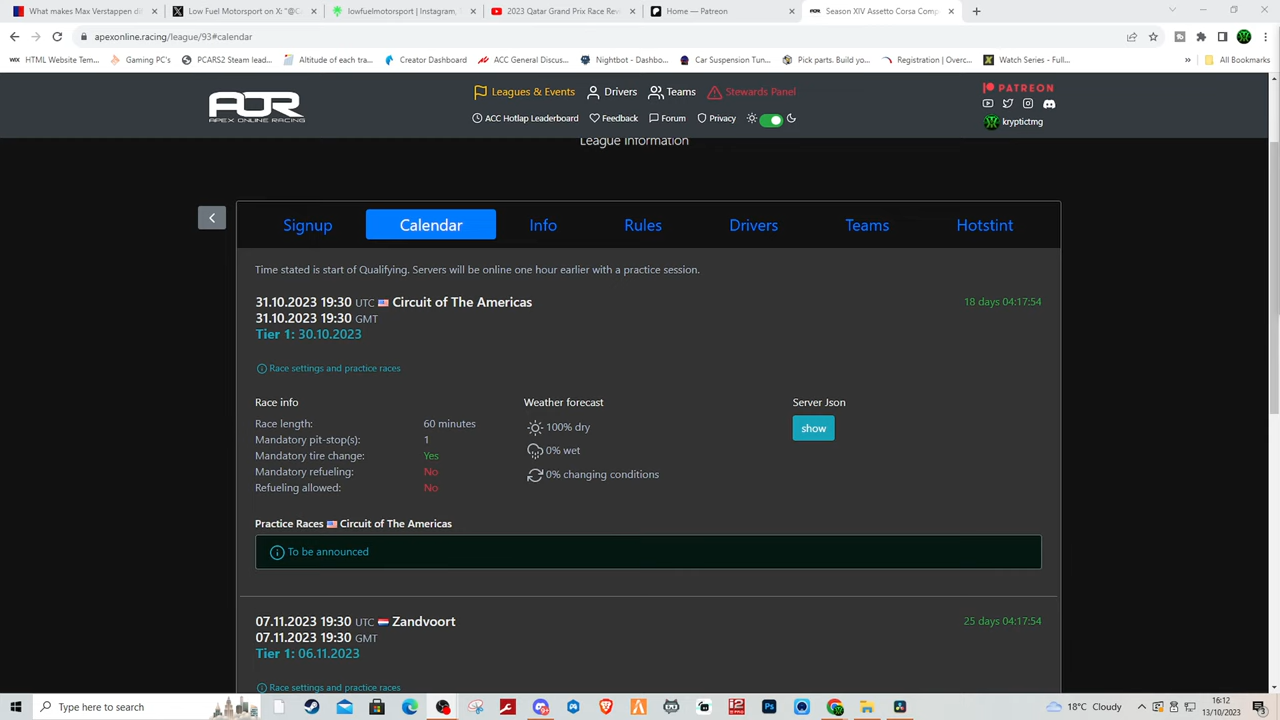 What makes Max Verstappen di
Low Fuel Motorsport on X: "@C
lowfuelmotorsport | Instagram,
2023 Qatar Grand Prix Race Rev
Home — Patreon
Season XIV Assetto Corsa Comp
apexonline.racing/league/93#calendar
HTML Website Tem...
Gaming PC's
PCARS2 Steam lead...
Altitude of each tra...
Creator Dashboard
ACC General Discus...
Nightbot - Dashbo...
Car Suspension Tun...
Pick parts. Build yo...
Registration | Overc...
Watch Series - Full...
»
All Bookmarks
AOR
APEX ONLINE RACING
Leagues & Events
Drivers
Teams
Stewards Panel
PATREON
ACC Hotlap Leaderboard
Feedback
Forum
Privacy
kryptictmg
League Information
Signup
Calendar
Info
Rules
Drivers
Teams
Hotstint
Time stated is start of Qualifying. Servers will be online one hour earlier with a practice session.
31.10.2023 19:30 UTC Circuit of The Americas
18 days 04:17:54
31.10.2023 19:30 GMT
Tier 1: 30.10.2023
Race settings and practice races
Race info
Weather forecast
Server Json
Race length: 60 minutes
100% dry
show
Mandatory pit-stop(s): 1
Mandatory tire change: Yes
0% wet
Mandatory refueling: No
0% changing conditions
Refueling allowed: No
Practice Races Circuit of The Americas
To be announced
07.11.2023 19:30 UTC Zandvoort
25 days 04:17:54
07.11.2023 19:30 GMT
Tier 1: 06.11.2023
Race settings and practice races
Type here to search
18°C Cloudy
16:12
13/10/2023